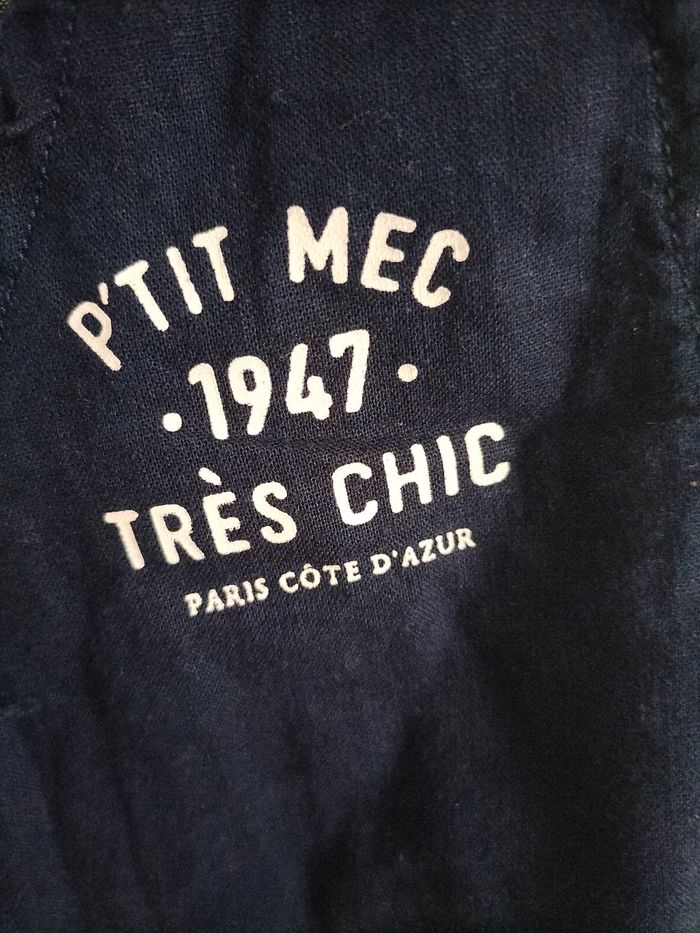 P'TIT MEC
·1947·
TRÈS CHIC
PARIS CÔTE D'AZUR